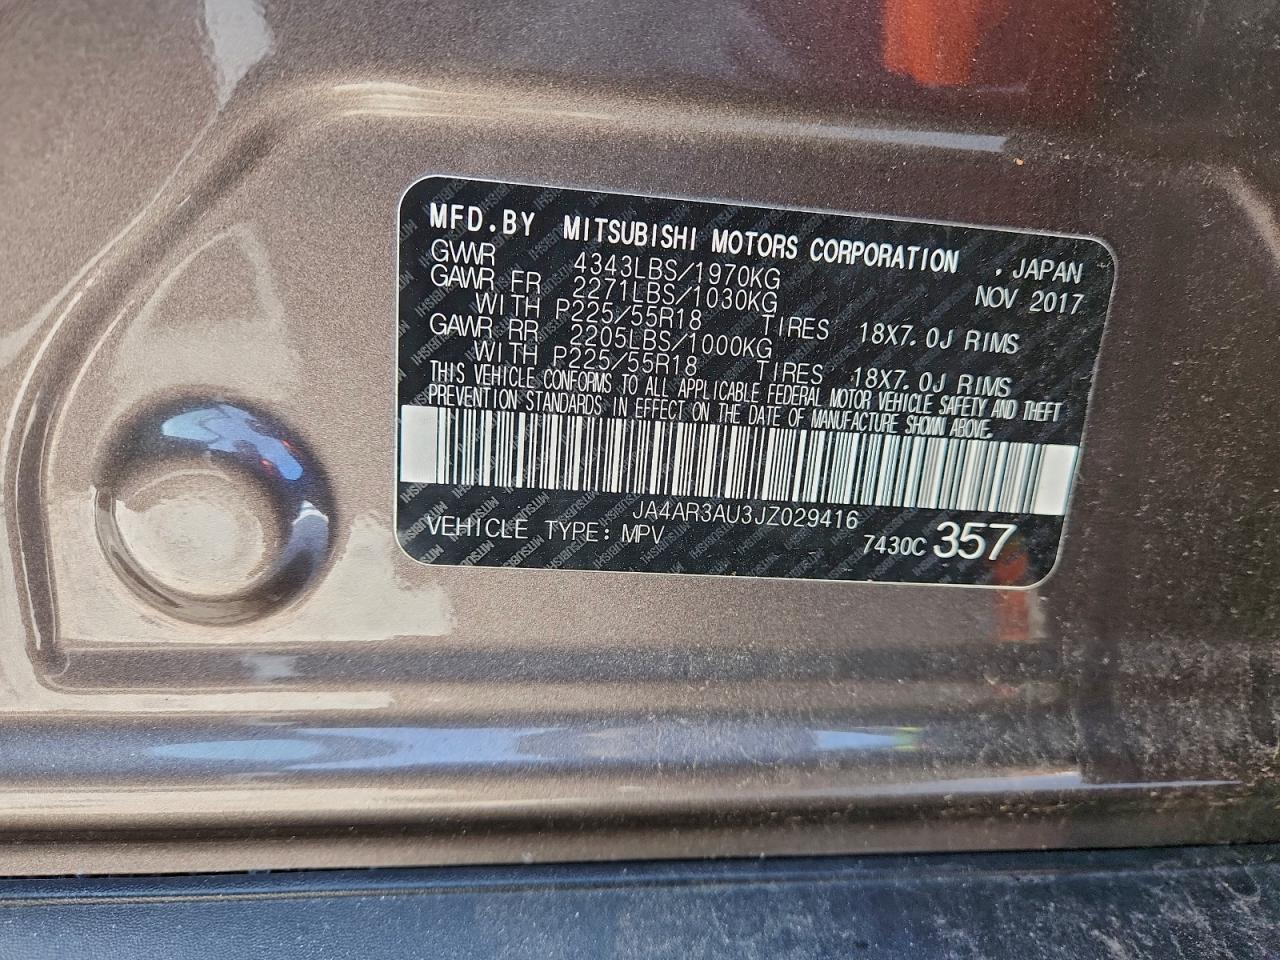 MFD.BY MITSUBISHI MOTORS CORPORATION , JAPAN
GVWR 4343LBS/1970KG NOV 2017
GAWR FR 2271LBS/1030KG
WITH P225/55R18 TIRES 18X7.0J RIMS
GAWR RR 2205LBS/1000KG
WITH P225/55R18 TIRES 18X7.0J RIMS
THIS VEHICLE CONFORMS TO ALL APPLICABLE FEDERAL MOTOR VEHICLE SAFETY AND THEFT
PREVENTION STANDARDS IN EFFECT ON THE DATE OF MANUFACTURE SHOWN ABOVE.
JA4AR3AU3JZ029416
VEHICLE TYPE: MPV 7430C 357